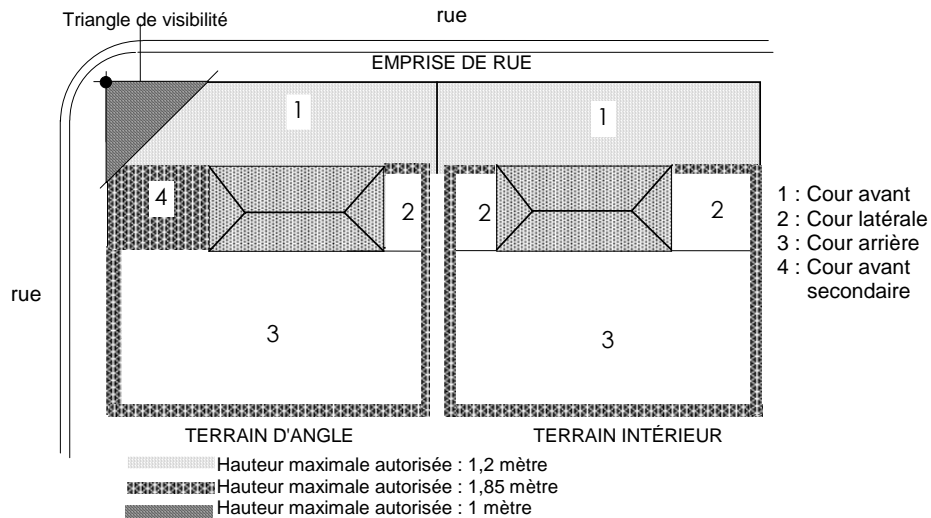 rue
Triangle de visibilité
EMPRISE DE RUE
1
1
4
2
2
2
1 : Cour avant
2 : Cour latérale
3 : Cour arrière
4 : Cour avant
secondaire
rue
3
3
TERRAIN D'ANGLE
TERRAIN INTÉRIEUR
Hauteur maximale autorisée : 1,2 mètre
Hauteur maximale autorisée : 1,85 mètre
Hauteur maximale autorisée : 1 mètre